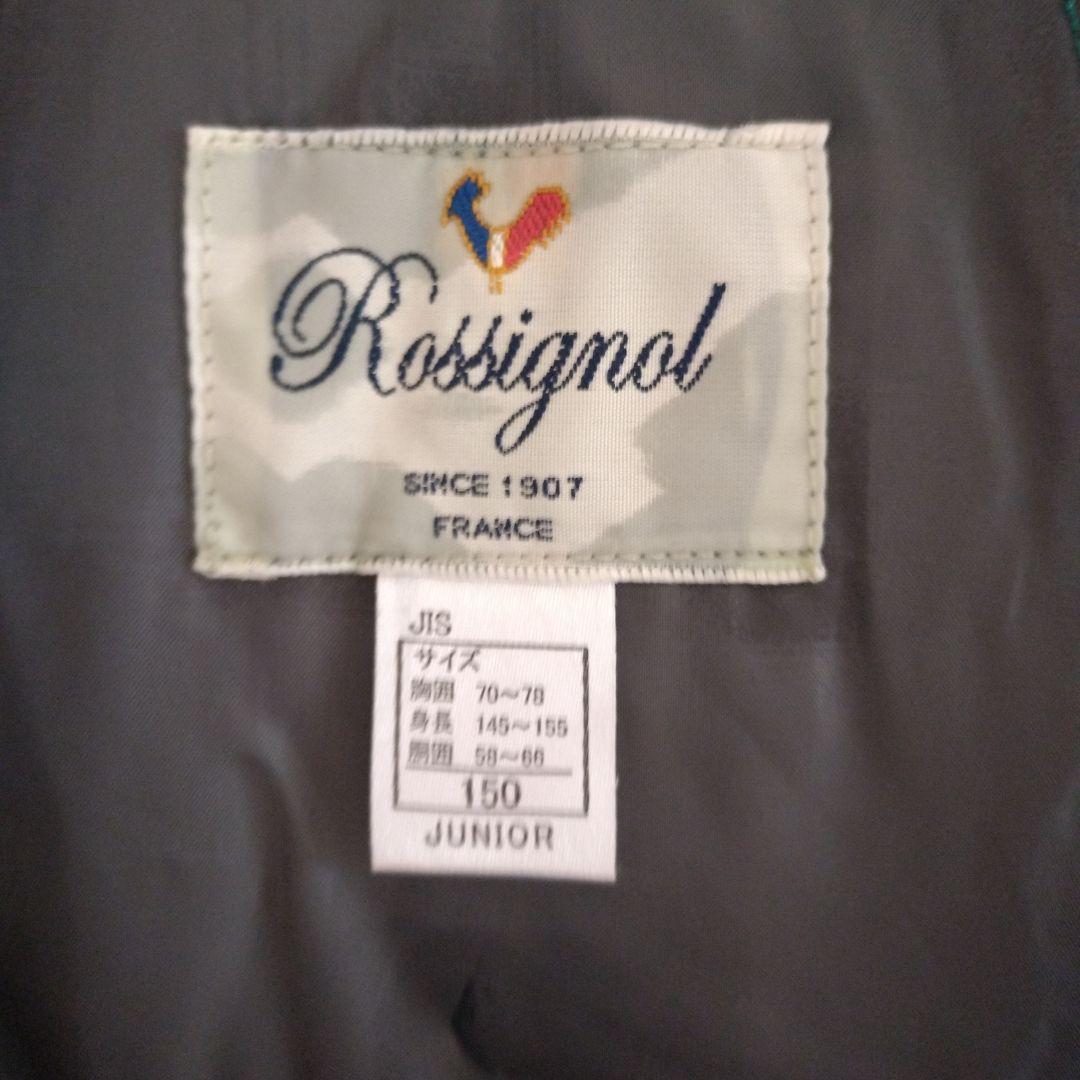 Rossignol
SINCE 1907
FRANCE
JIS
サイズ
胸囲 70～78
身長 145～155
胴囲 58～66
150
JUNIOR